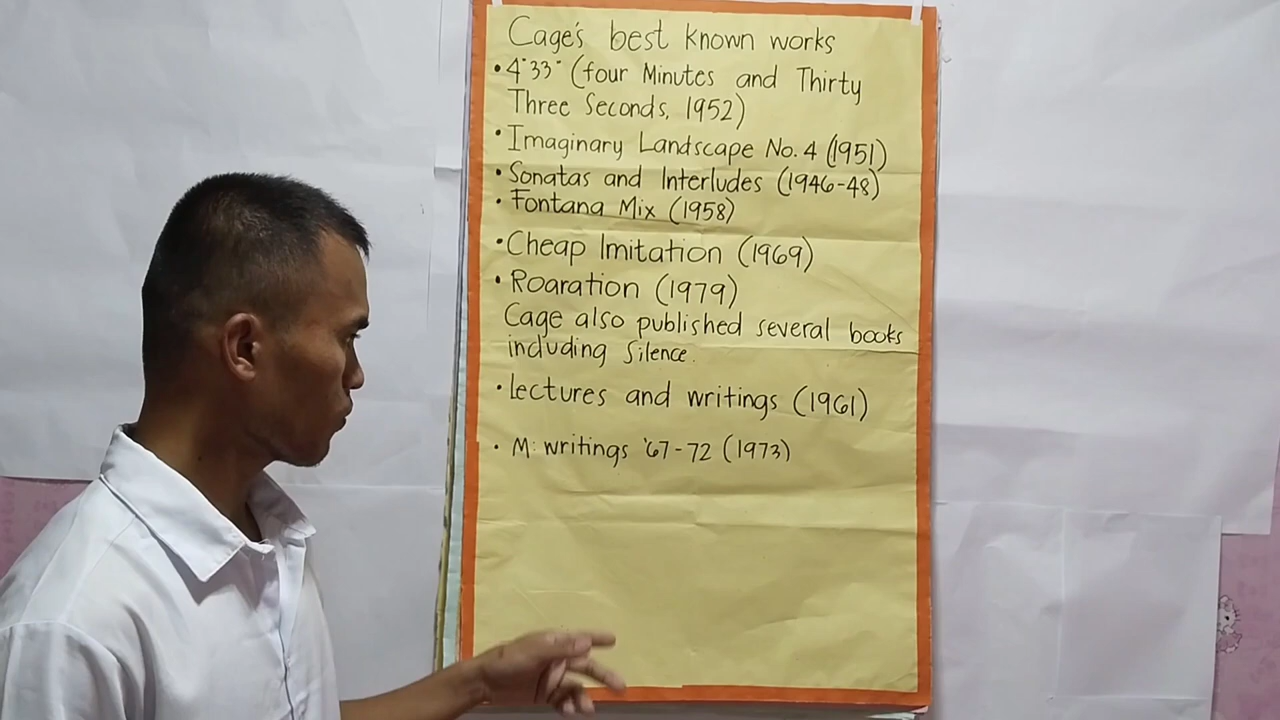 Cage's best known works
• 4"33" (four Minutes and Thirty
Three Seconds, 1952)
• Imaginary Landscape No. 4 (1951)
• Sonatas and Interludes (1946-48)
• Fontana Mix (1958)
• Cheap Imitation (1969)
• Roaration (1979)
Cage also published several books
including Silence.
• lectures and writings (1961)
• M: writings '67-72 (1973)